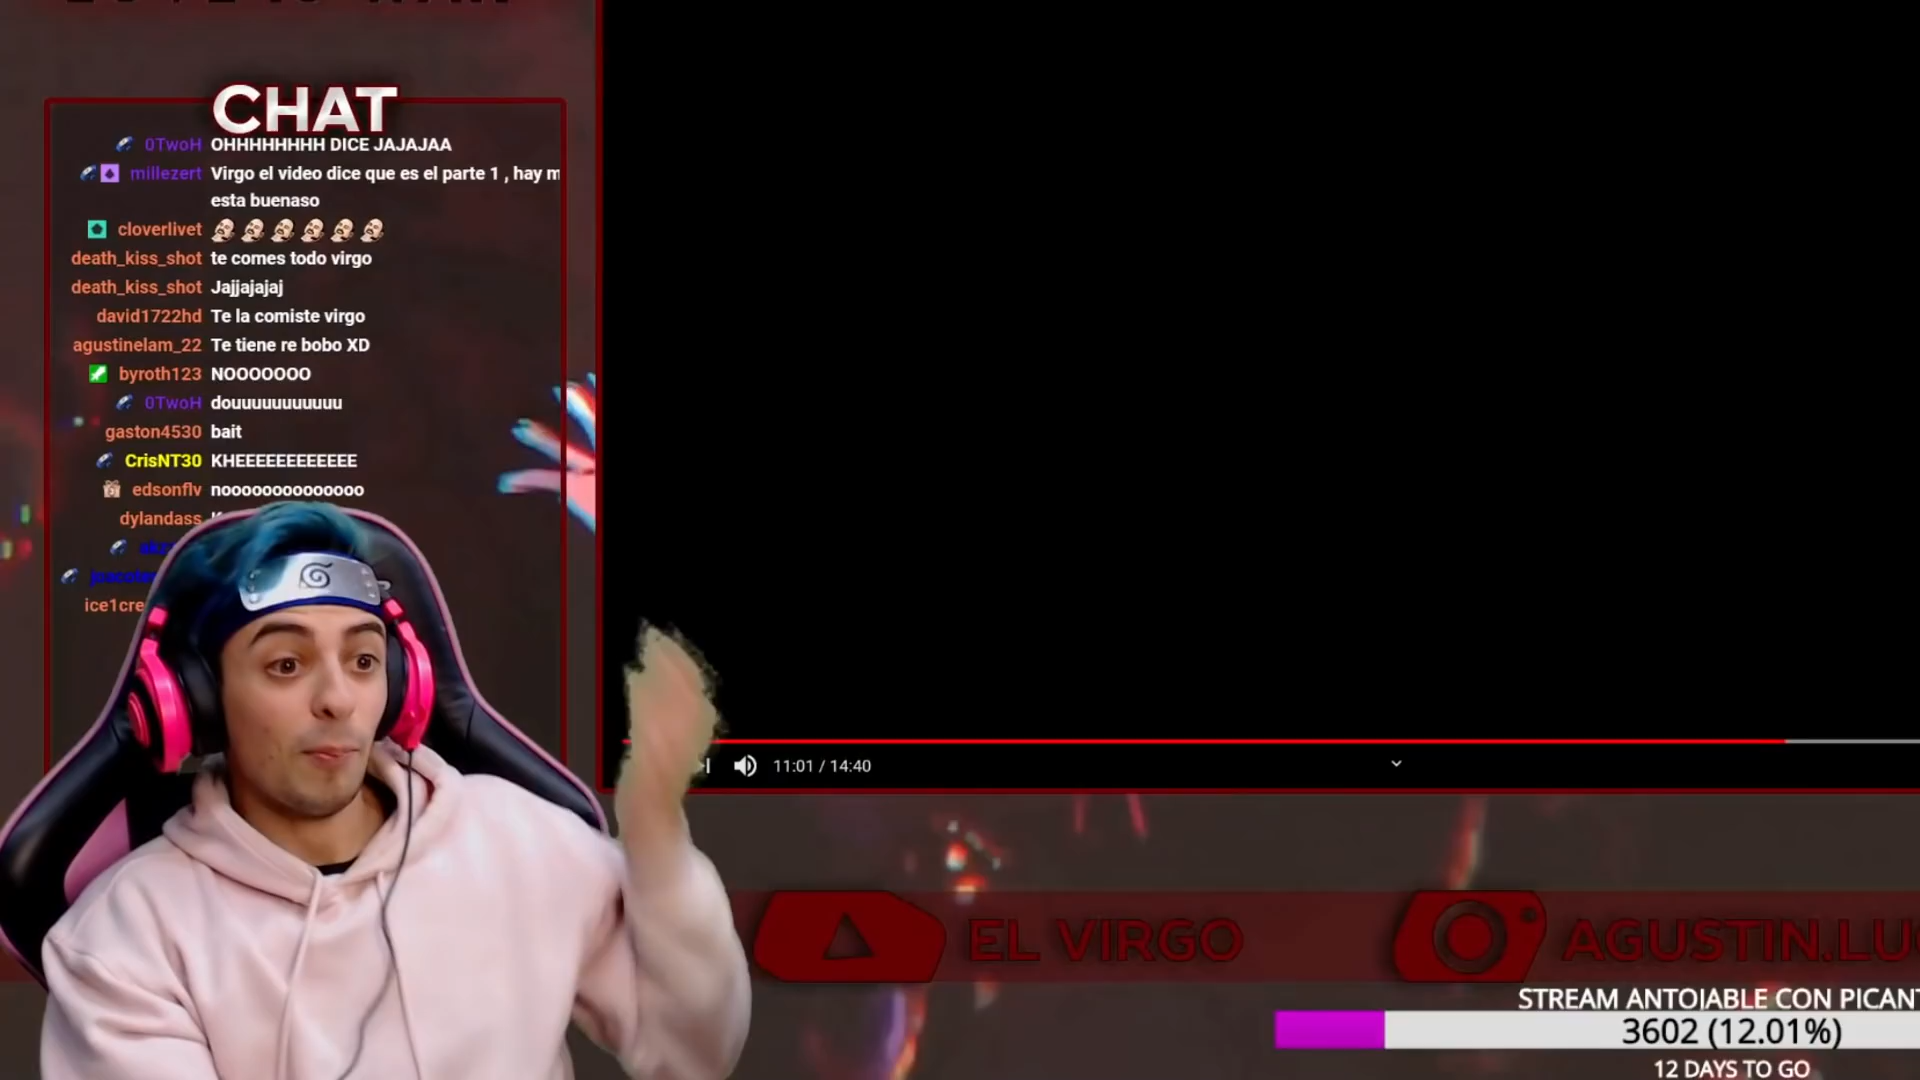 CHAT
0TwoH OHHHHHHHH DICE JAJAJAA
millezert Virgo el video dice que es el parte 1 , hay m
esta buenaso
cloverlivet
death_kiss_shot te comes todo virgo
death_kiss_shot Jajjajajaj
david1722hd Te la comiste virgo
agustinelam_22 Te tiene re bobo XD
byroth123 NOOOOOOO
0TwoH douuuuuuuuuuu
gaston4530 bait
CrisNT30 KHEEEEEEEEEEEE
edsonflv noooooooooooooo
dylandass
ice1cre
11:01 / 14:40
EL VIRGO
AGUSTIN.LU
STREAM ANTOJABLE CON PICANT
3602 (12.01%)
12 DAYS TO GO